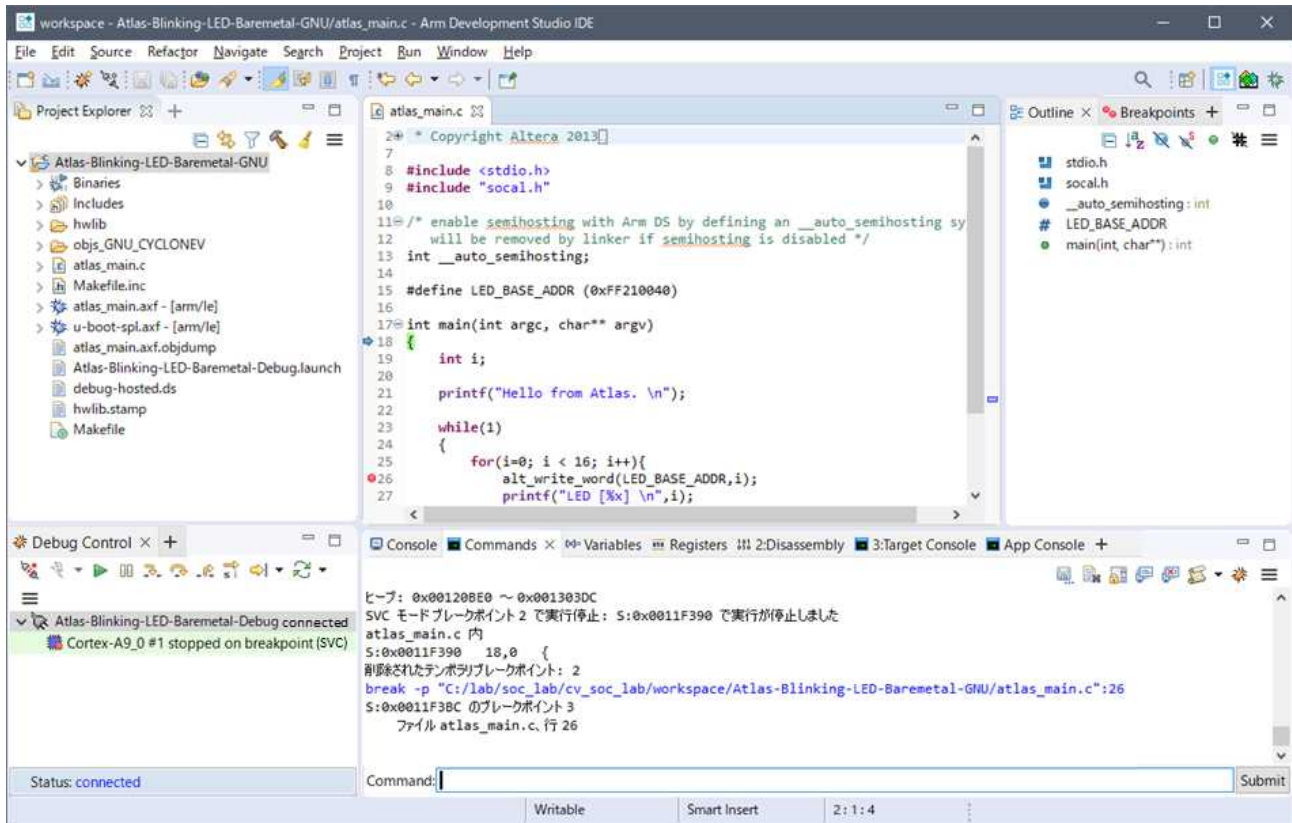 workspace - Atlas-Blinking-LED-Baremetal-GNU/atlas_main.c - Arm Development Studio IDE
File Edit Source Refactor Navigate Search Project Run Window Help
Project Explorer
Atlas-Blinking-LED-Baremetal-GNU
Binaries
Includes
hwlib
objs_GNU_CYCLONEV
atlas_main.c
Makefile.inc
atlas_main.axf - [arm/le]
u-boot-spl.axf - [arm/le]
atlas_main.axf.objdump
Atlas-Blinking-LED-Baremetal-Debug.launch
debug-hosted.ds
hwlib.stamp
Makefile
atlas_main.c
2 * Copyright Altera 2013
7
8 #include <stdio.h>
9 #include "socal.h"
10
11 /* enable semihosting with Arm DS by defining an __auto_semihosting sy
12 will be removed by linker if semihosting is disabled */
13 int __auto_semihosting;
14
15 #define LED_BASE_ADDR (0xFF210040)
16
17 int main(int argc, char** argv)
18 {
19 int i;
20
21 printf("Hello from Atlas. \n");
22
23 while(1)
24 {
25 for(i=0; i < 16; i++){
26 alt_write_word(LED_BASE_ADDR,i);
27 printf("LED [%x] \n",i);
Outline Breakpoints
stdio.h
socal.h
__auto_semihosting : int
LED_BASE_ADDR
main(int, char**) : int
Debug Control
Atlas-Blinking-LED-Baremetal-Debug connected
Cortex-A9_0 #1 stopped on breakpoint (SVC)
Status: connected
Console Commands Variables Registers 2:Disassembly 3:Target Console App Console
ヒープ: 0x00120BE0 ～ 0x001303DC
SVC モード ブレークポイント 2 で実行停止: S:0x0011F390 で実行が停止しました
atlas_main.c 内
S:0x0011F390 18,0 {
削除されたテンポラリブレークポイント: 2
break -p "C:/lab/soc_lab/cv_soc_lab/workspace/Atlas-Blinking-LED-Baremetal-GNU/atlas_main.c":26
S:0x0011F3BC のブレークポイント 3
ファイル atlas_main.c、行 26
Command: Submit
Writable Smart Insert 2 : 1 : 4